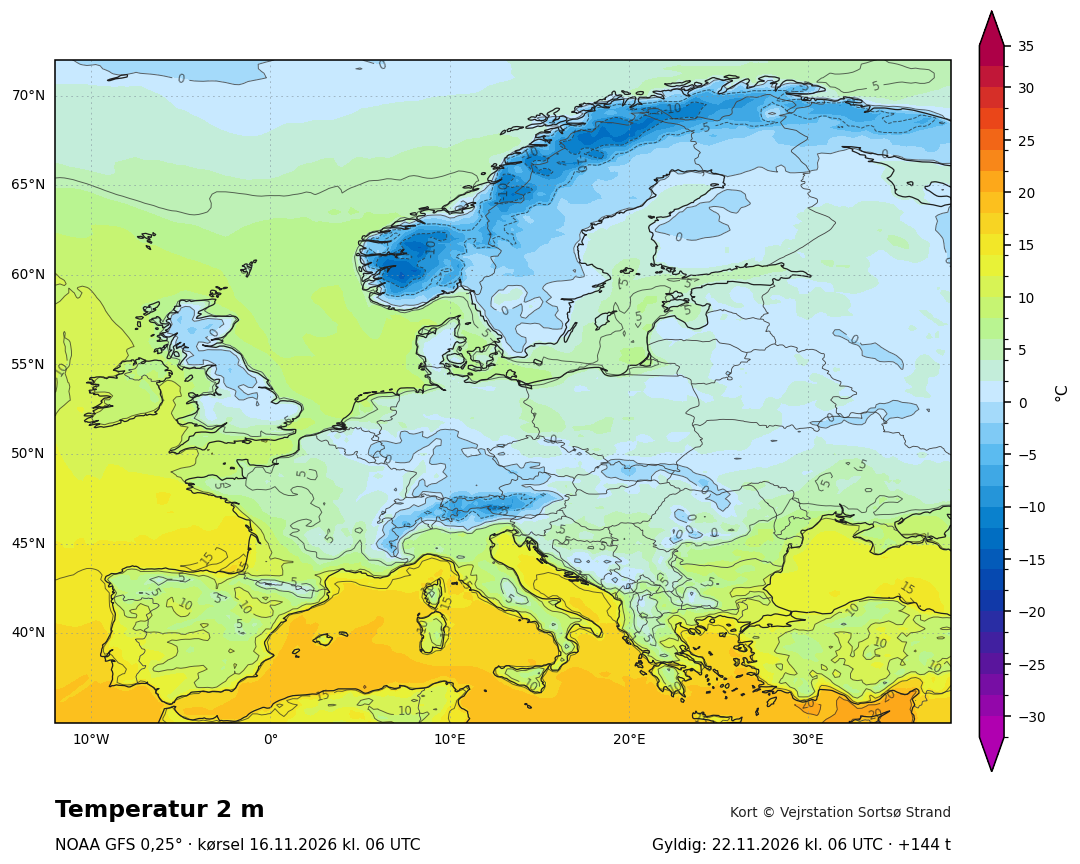 35
30
25
20
15
10
5
0
−5
−10
−15
−20
−25
−30
°C
70°N
65°N
60°N
55°N
50°N
45°N
40°N
10°W
0°
10°E
20°E
30°E
Temperatur 2 m
Kort © Vejrstation Sortsø Strand
NOAA GFS 0,25° · kørsel 16.11.2026 kl. 06 UTC
Gyldig: 22.11.2026 kl. 06 UTC · +144 t